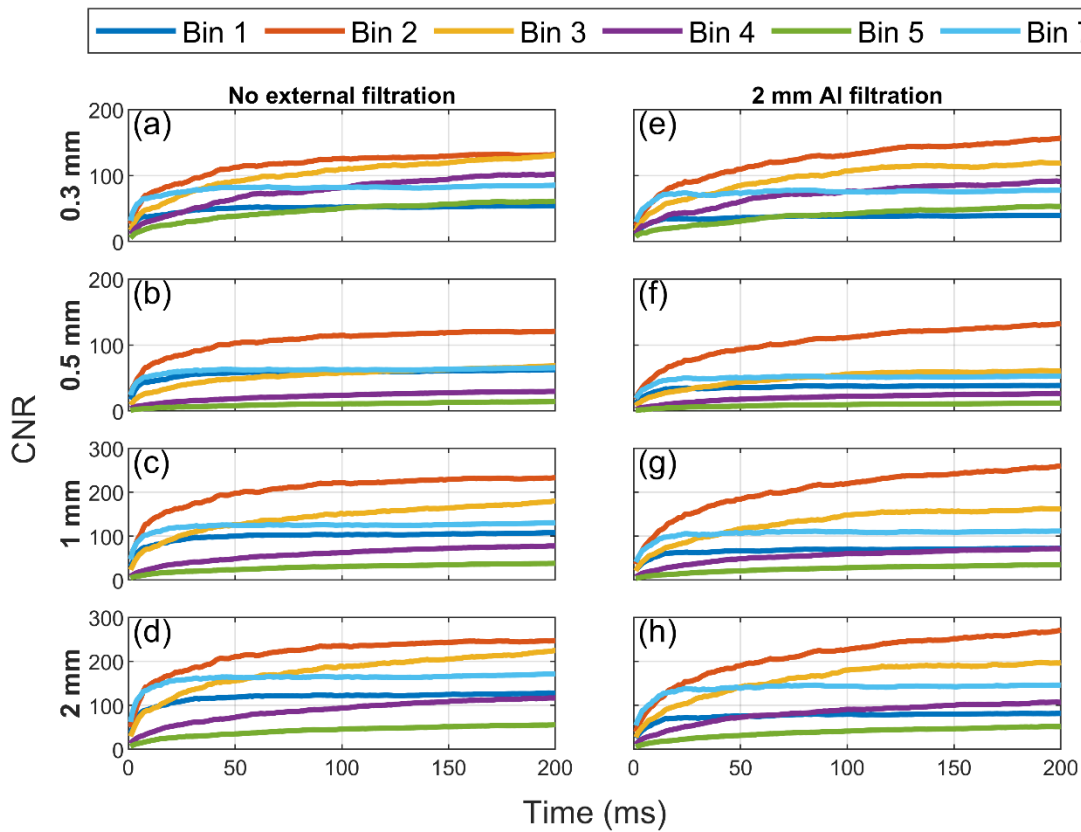 Bin 1 Bin 2 Bin 3 Bin 4 Bin 5 Bin 7
No external filtration 2 mm Al filtration
0.3 mm
200
100
0
(a)
(e)
0.5 mm
200
100
0
(b)
(f)
CNR
1 mm
300
200
100
0
(c)
(g)
2 mm
300
200
100
0
(d)
(h)
0 50 100 150 200 0 50 100 150 200
Time (ms)